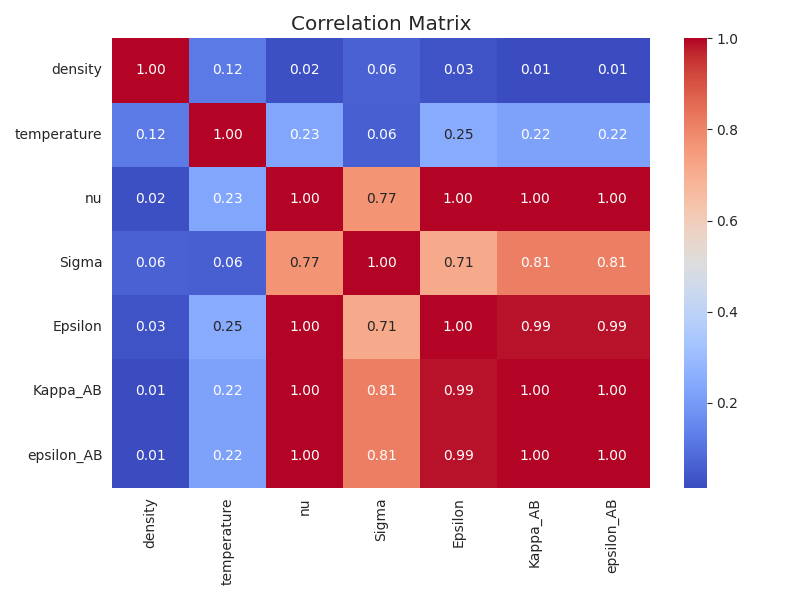 Correlation Matrix
density 1.00 0.12 0.02 0.06 0.03 0.01 0.01
temperature 0.12 1.00 0.23 0.06 0.25 0.22 0.22
nu 0.02 0.23 1.00 0.77 1.00 1.00 1.00
Sigma 0.06 0.06 0.77 1.00 0.71 0.81 0.81
Epsilon 0.03 0.25 1.00 0.71 1.00 0.99 0.99
Kappa_AB 0.01 0.22 1.00 0.81 0.99 1.00 1.00
epsilon_AB 0.01 0.22 1.00 0.81 0.99 1.00 1.00
density temperature nu Sigma Epsilon Kappa_AB epsilon_AB
1.0
0.8
0.6
0.4
0.2